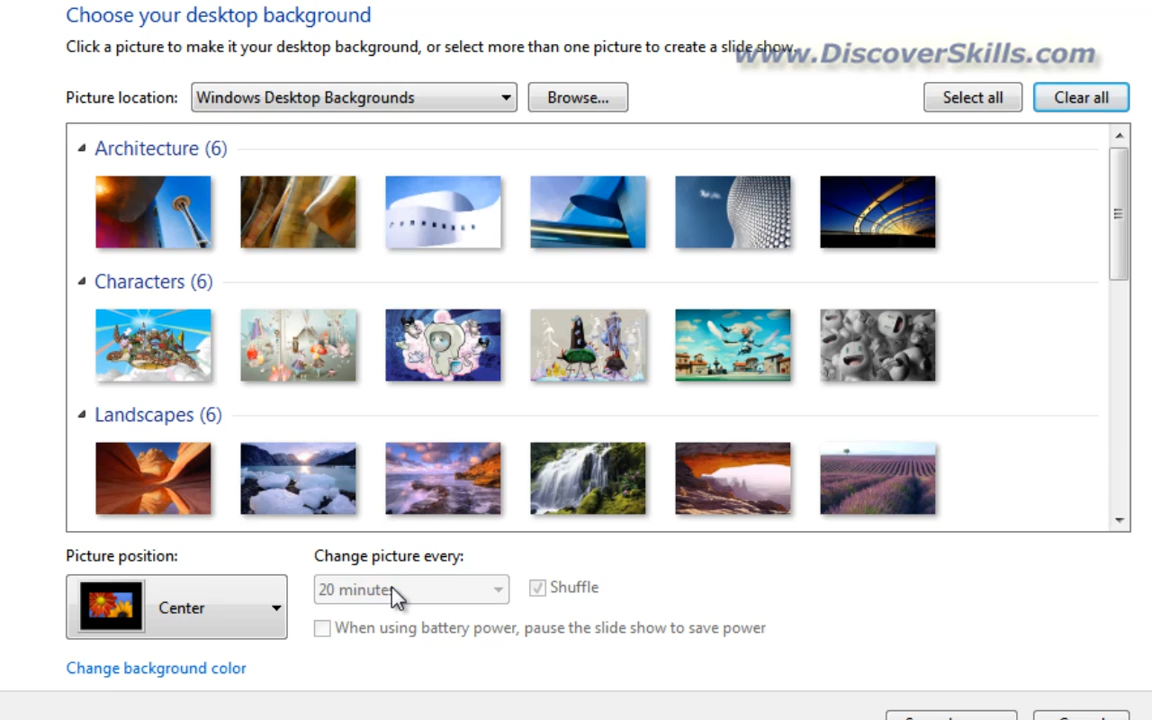 Choose your desktop background
Click a picture to make it your desktop background, or select more than one picture to create a slide show.
www.DiscoverSkills.com
Picture location: Windows Desktop Backgrounds Browse... Select all Clear all
Architecture (6)
Characters (6)
Landscapes (6)
Picture position: Change picture every:
Center 20 minutes Shuffle
When using battery power, pause the slide show to save power
Change background color